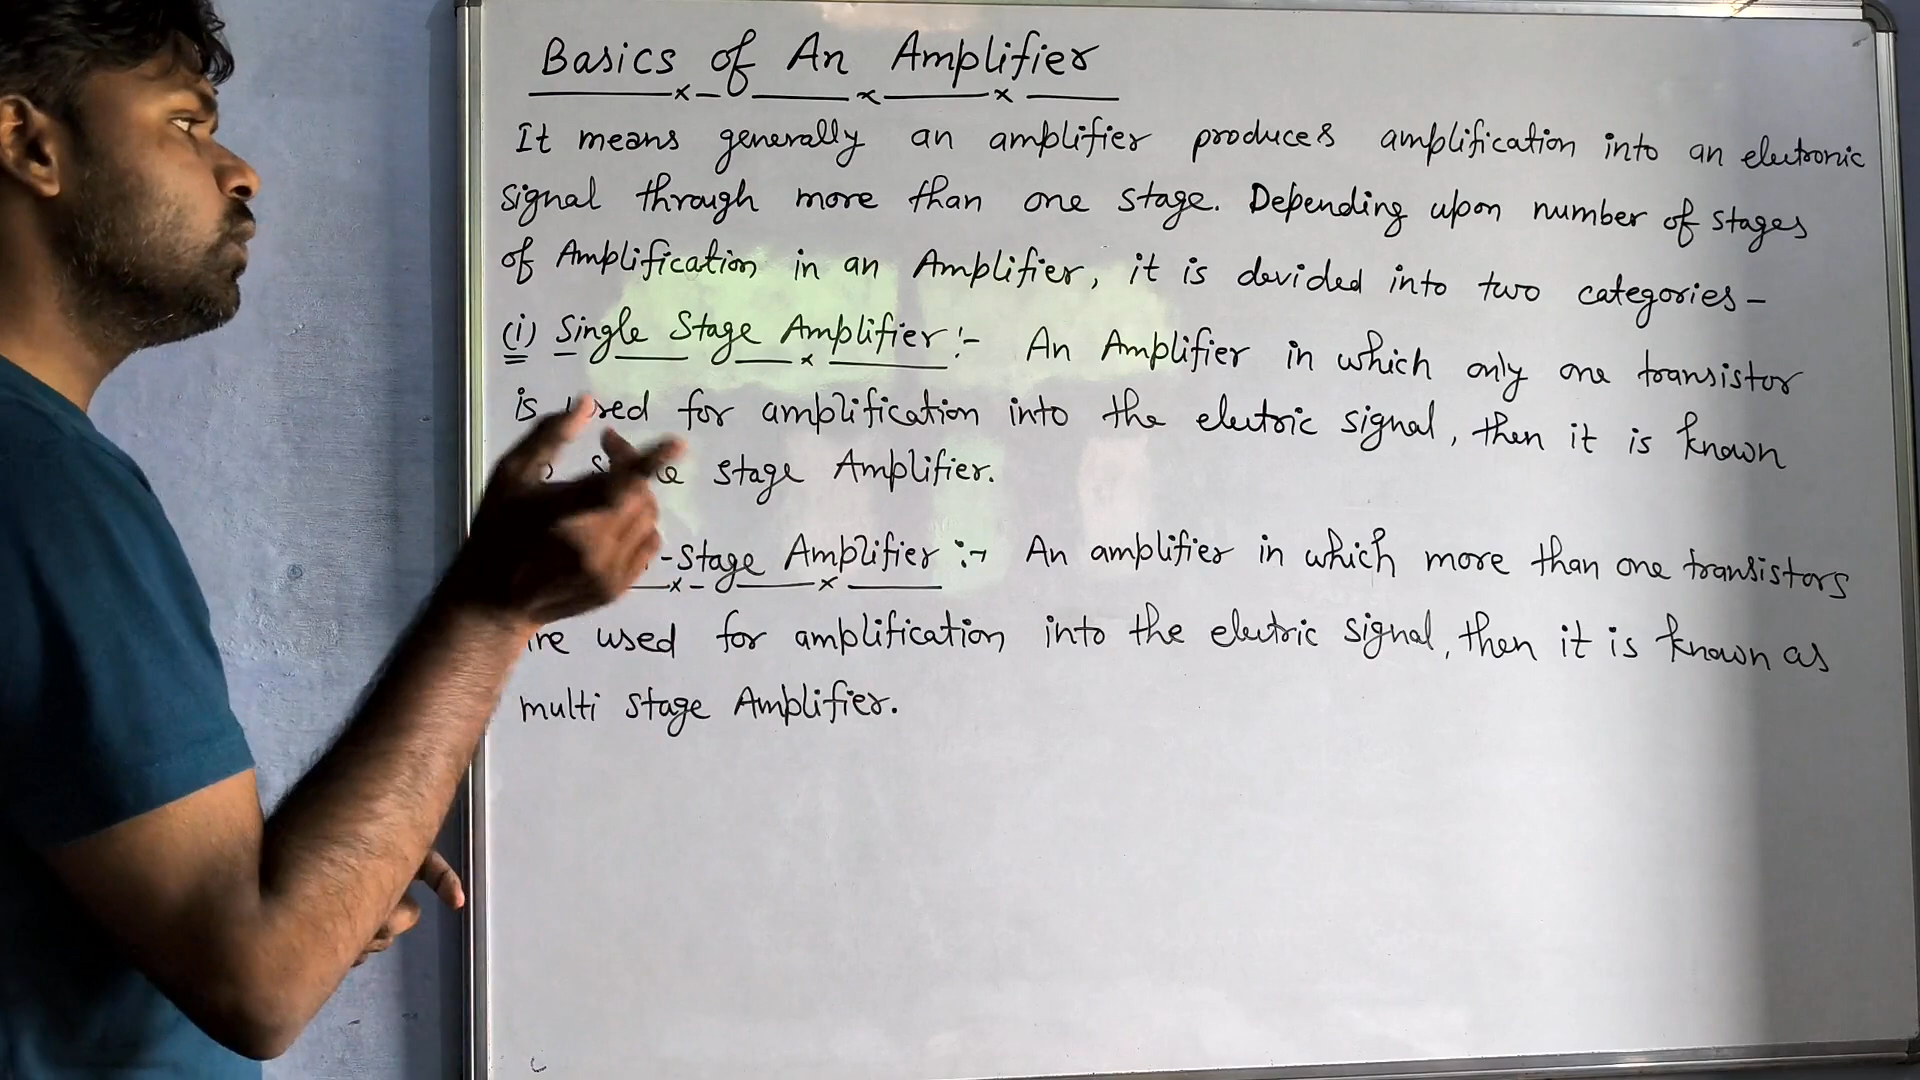 Basics of An Amplifier
It means generally an amplifier produces amplification into an electronic
signal through more than one stage. Depending upon number of stages
of Amplification in an Amplifier, it is devided into two categories-
(i) Single Stage Amplifier:- An Amplifier in which only one transistor
is used for amplification into the electric signal, then it is known
stage Amplifier.
-Stage Amplifier:- An amplifier in which more than one transistors
are used for amplification into the electric signal, then it is known as
multi stage Amplifier.